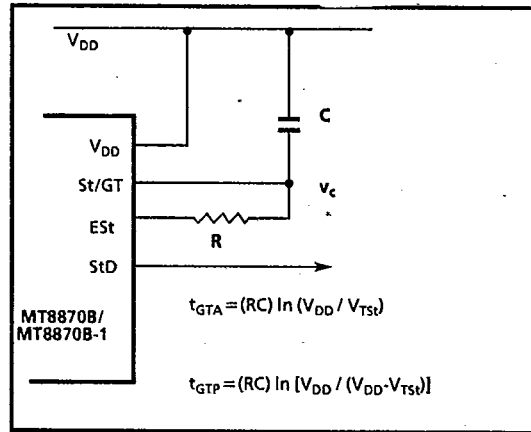 VDD
C
VDD
St/GT
vc
ESt
R
StD
MT8870B/
MT8870B-1
tGTA = (RC) ln (VDD / VTSt)
tGTP = (RC) ln [VDD / (VDD-VTSt)]